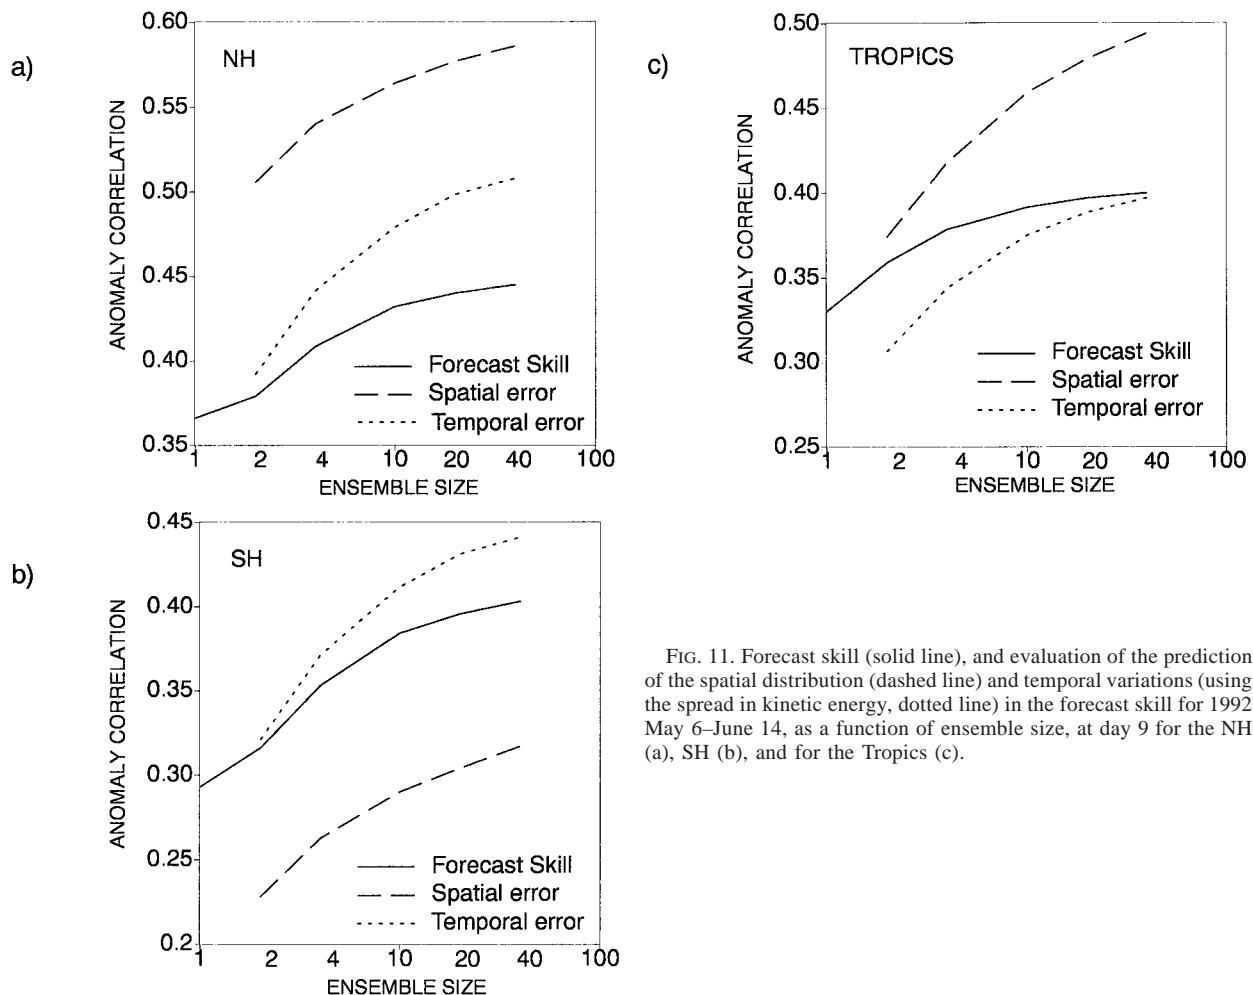 a)
NH
0.60
0.55
0.50
0.45
0.40
0.35
ANOMALY CORRELATION
Forecast Skill
Spatial error
Temporal error
1 2 4 10 20 40 100
ENSEMBLE SIZE
c)
TROPICS
0.50
0.45
0.40
0.35
0.30
0.25
ANOMALY CORRELATION
Forecast Skill
Spatial error
Temporal error
1 2 4 10 20 40 100
ENSEMBLE SIZE
b)
SH
0.45
0.40
0.35
0.30
0.25
0.2
ANOMALY CORRELATION
Forecast Skill
Spatial error
Temporal error
1 2 4 10 20 40 100
ENSEMBLE SIZE
FIG. 11. Forecast skill (solid line), and evaluation of the prediction
of the spatial distribution (dashed line) and temporal variations (using
the spread in kinetic energy, dotted line) in the forecast skill for 1992
May 6–June 14, as a function of ensemble size, at day 9 for the NH
(a), SH (b), and for the Tropics (c).